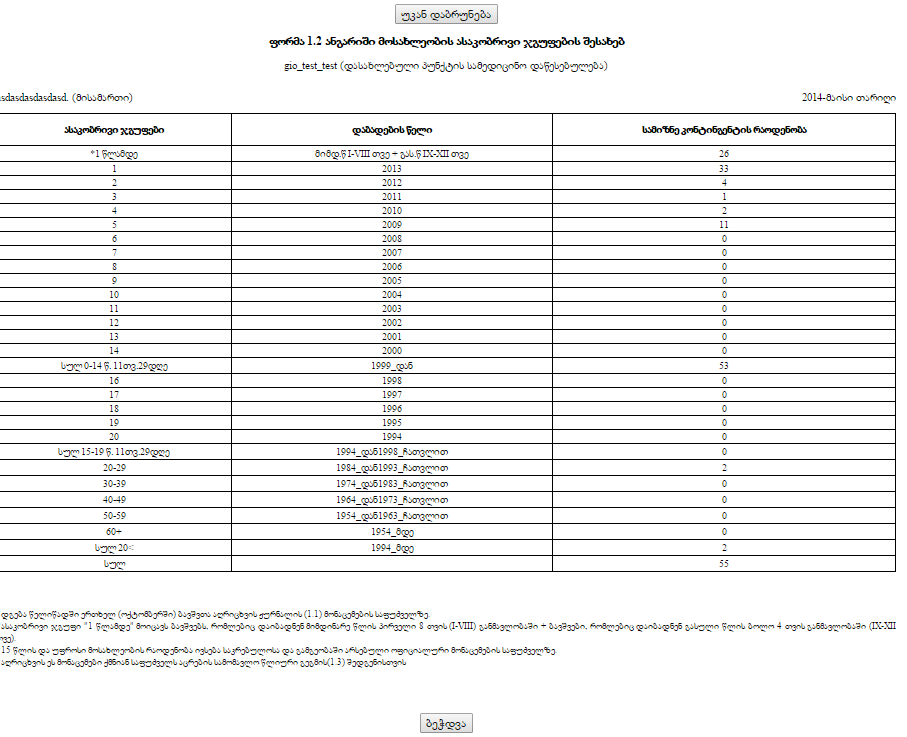 უკან დაბრუნება
ფორმა 1.2 ანგარიში მოსახლეობის ასაკობრივი ჯგუფების შესახებ
gio_test_test (დასახლებული პუნქტის სამედიცინო დაწესებულება)
sdasdasdasdasd. (მისამართი) 2014-მაისი თარიღი
ასაკობრივი ჯგუფები დაბადების წელი სამიზნე კონტინგენტის რაოდენობა
*1 წლამდე მიმდ.წ I-VIII თვე + გას.წ IX-XII თვე 26
1 2013 33
2 2012 4
3 2011 1
4 2010 2
5 2009 11
6 2008 0
7 2007 0
8 2006 0
9 2005 0
10 2004 0
11 2003 0
12 2002 0
13 2001 0
14 2000 0
სულ 0-14 წ. 11თვ.29დღე 1999_დან 53
16 1998 0
17 1997 0
18 1996 0
19 1995 0
20 1994 0
სულ 15-19 წ. 11თვ.29დღე 1994_დან1998_ჩათვლით 0
20-29 1984_დან1993_ჩათვლით 2
30-39 1974_დან1983_ჩათვლით 0
40-49 1964_დან1973_ჩათვლით 0
50-59 1954_დან1963_ჩათვლით 0
60+ 1954_მდე 0
სულ 20< 1994_მდე 2
სულ 55
დგება წელიწადში ერთხელ (ოქტომბერში) ბავშვთა აღრიცხვის ჟურნალის (1.1) მონაცემების საფუძველზე.
ასაკობრივი ჯგუფი "1 წლამდე" მოიცავს ბავშვებს, რომლებიც დაიბადნენ მიმდინარე წლის პირველი 8 თვის (I-VIII) განმავლობაში + ბავშვები, რომლებიც დაიბადნენ გასული წლის ბოლო 4 თვის განმავლობაში (IX-XII
თვე).
15 წლის და უფროსი მოსახლეობის რაოდენობა ივსება საკრებულოსა და გამგეობაში არსებული ოფიციალური მონაცემების საფუძველზე.
აღრიცხვის ეს მონაცემები ქმნიან საფუძველს აცრების სამომავლო წლიური გეგმის(1.3) შედგენისთვის
ბეჭდვა